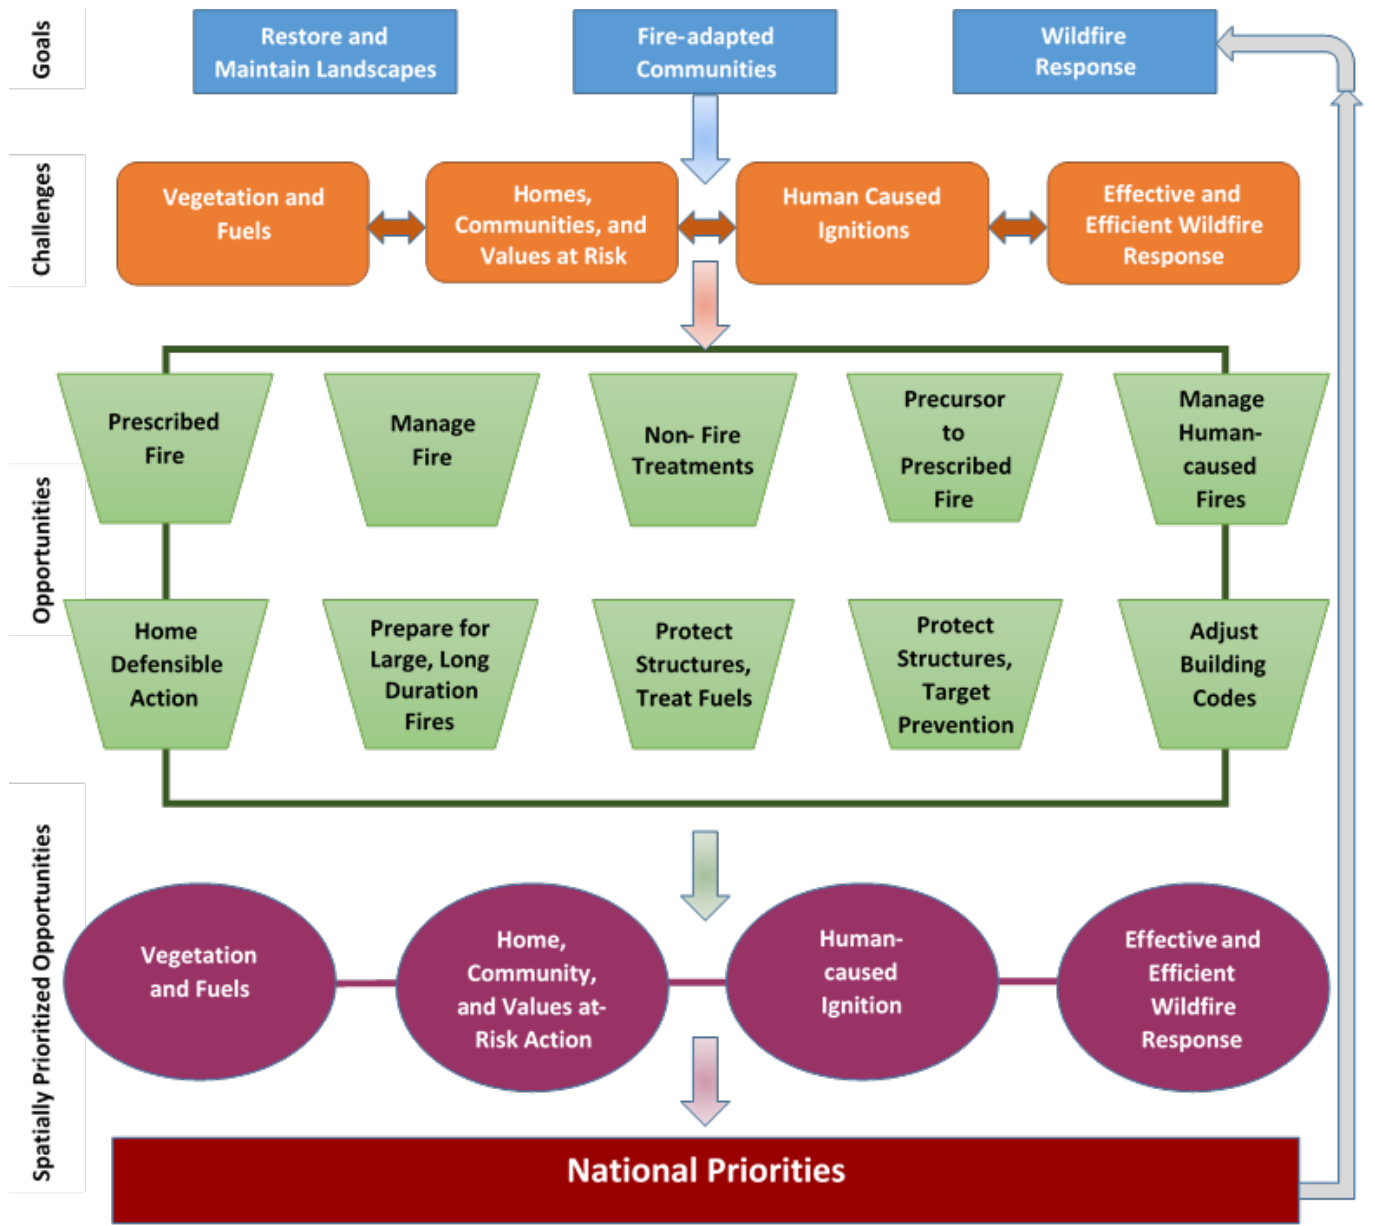 Goals
Restore and
Maintain Landscapes
Fire-adapted
Communities
Wildfire
Response
Challenges
Vegetation and
Fuels
Homes,
Communities, and
Values at Risk
Human Caused
Ignitions
Effective and
Efficient Wildfire
Response
Opportunities
Prescribed
Fire
Manage
Fire
Non- Fire
Treatments
Precursor
to
Prescribed
Fire
Manage
Human-
caused
Fires
Home
Defensible
Action
Prepare for
Large, Long
Duration
Fires
Protect
Structures,
Treat Fuels
Protect
Structures,
Target
Prevention
Adjust
Building
Codes
Spatially Prioritized Opportunities
Vegetation
and Fuels
Home,
Community,
and Values at-
Risk Action
Human-
caused
Ignition
Effective and
Efficient
Wildfire
Response
National Priorities